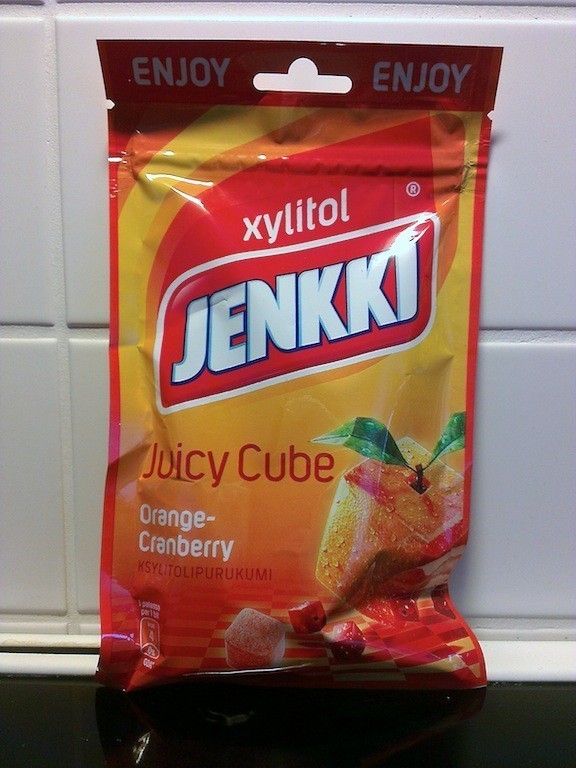 ENJOY ENJOY
xylitol ®
JENKKI
Juicy Cube
Orange-
Cranberry
KSYLITOLIPURUKUMI